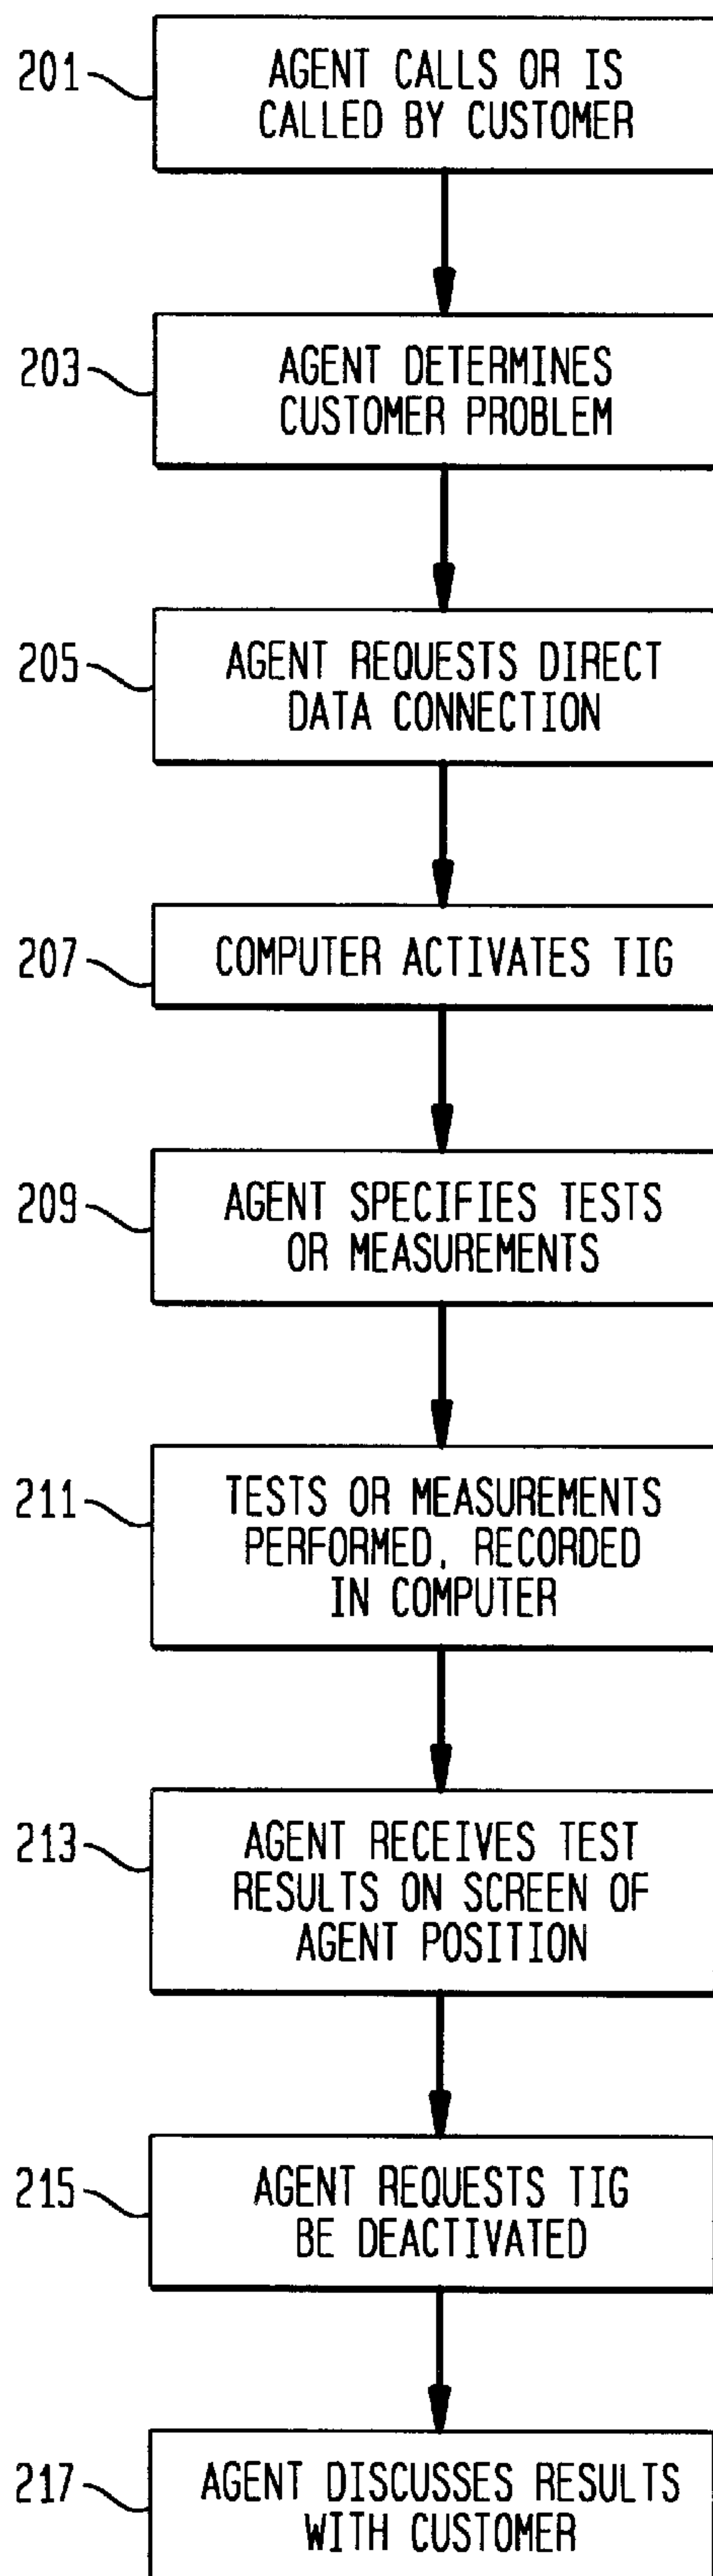 201
AGENT CALLS OR IS
CALLED BY CUSTOMER
203
AGENT DETERMINES
CUSTOMER PROBLEM
205
AGENT REQUESTS DIRECT
DATA CONNECTION
207
COMPUTER ACTIVATES TIG
209
AGENT SPECIFIES TESTS
OR MEASUREMENTS
211
TESTS OR MEASUREMENTS
PERFORMED, RECORDED
IN COMPUTER
213
AGENT RECEIVES TEST
RESULTS ON SCREEN OF
AGENT POSITION
215
AGENT REQUESTS TIG
BE DEACTIVATED
217
AGENT DISCUSSES RESULTS
WITH CUSTOMER